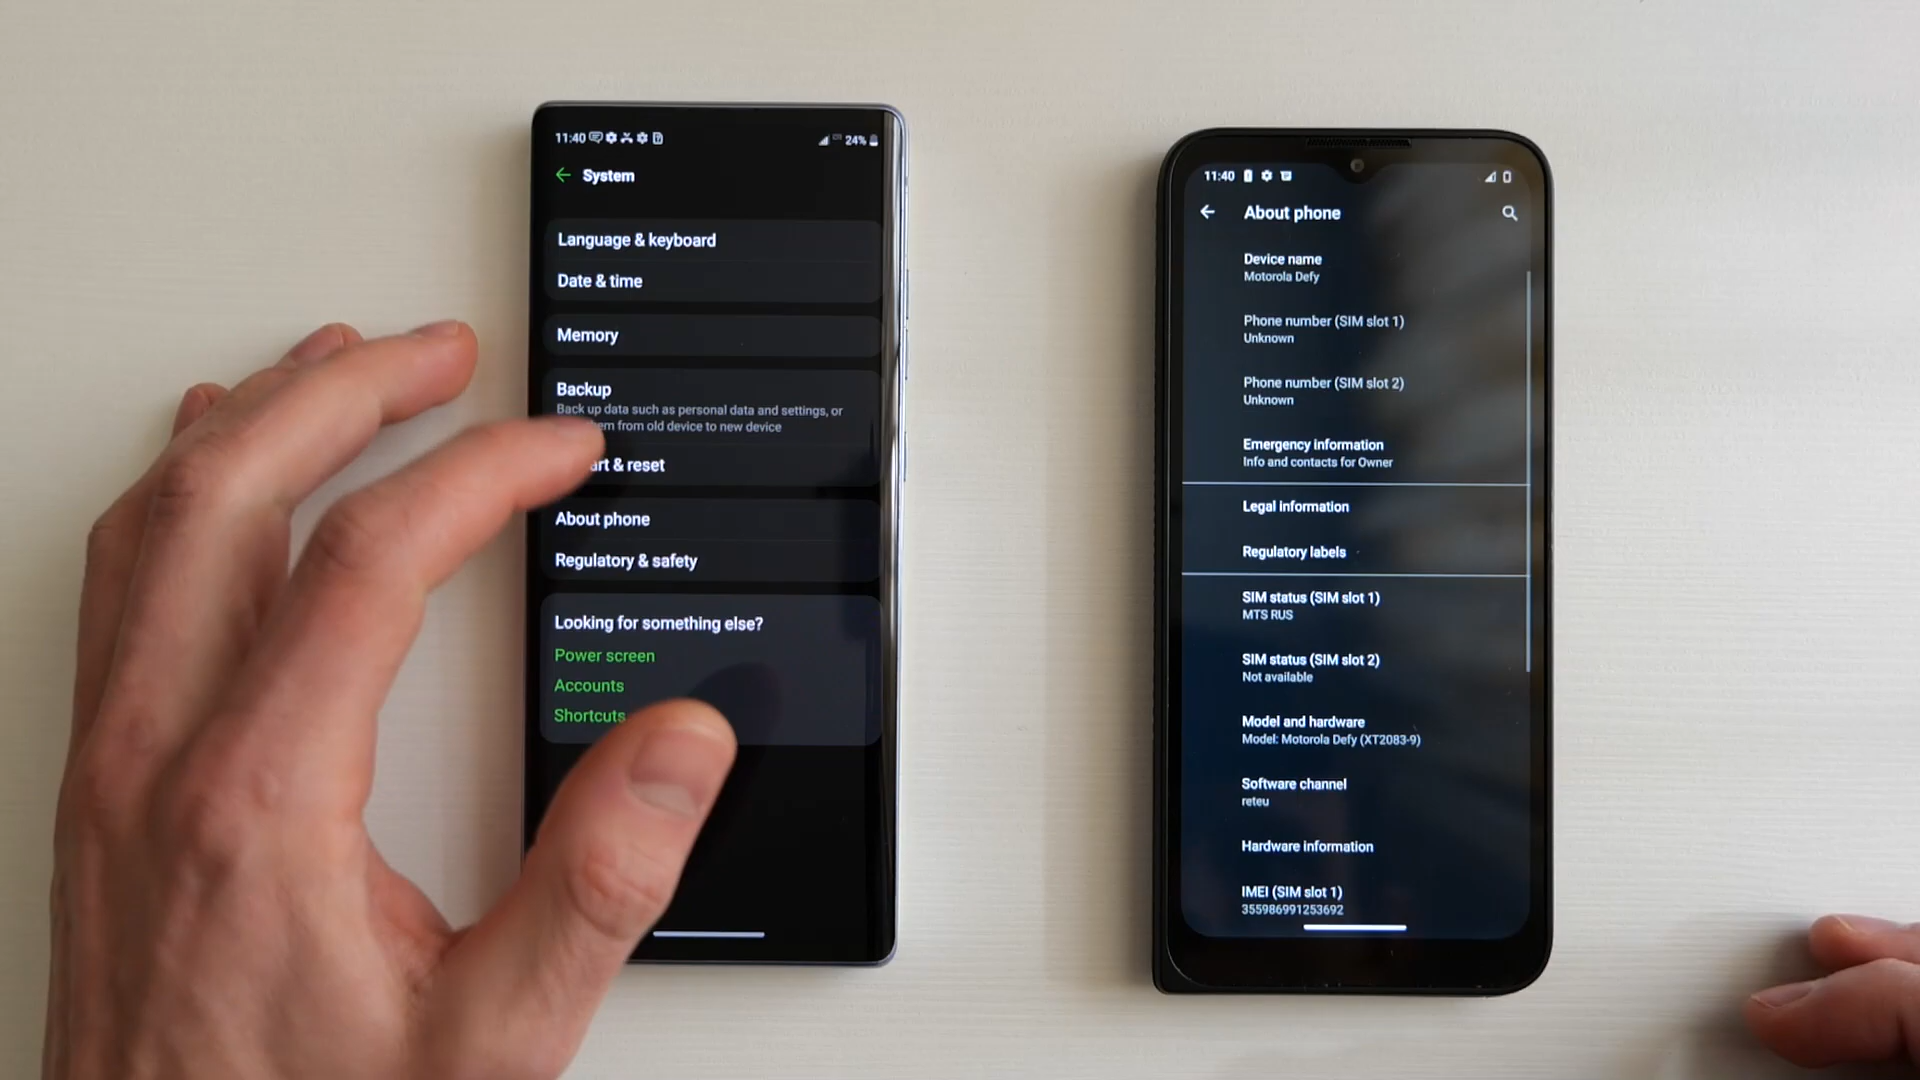 11:40
24%
System
Language & keyboard
Date & time
Memory
Backup
Back up data such as personal data and settings, or
them from old device to new device
art & reset
About phone
Regulatory & safety
Looking for something else?
Power screen
Accounts
Shortcuts
11:40
About phone
Device name
Motorola Defy
Phone number (SIM slot 1)
Unknown
Phone number (SIM slot 2)
Unknown
Emergency information
Info and contacts for Owner
Legal information
Regulatory labels
SIM status (SIM slot 1)
MTS RUS
SIM status (SIM slot 2)
Not available
Model and hardware
Model: Motorola Defy (XT2083-9)
Software channel
reteu
Hardware information
IMEI (SIM slot 1)
355986991253692